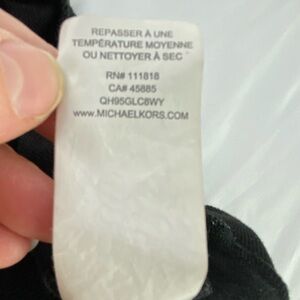 REPASSER À UNE
TEMPÉRATURE MOYENNE
OU NETTOYER À SEC
RN# 111818
CA# 45885
QH95GLC8WY
www.MICHAELKORS.com